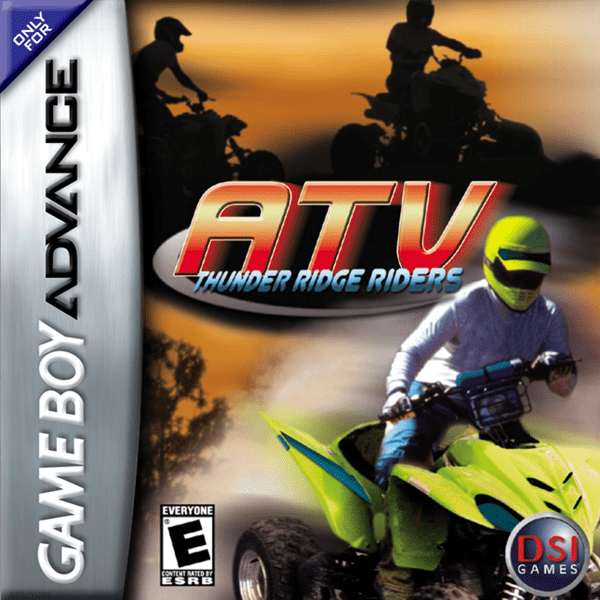 ONLY
FOR
GAME BOY ADVANCE
ATV
THUNDER RIDGE RIDERS
EVERYONE
E
CONTENT RATED BY
ESRB
DSI
GAMES